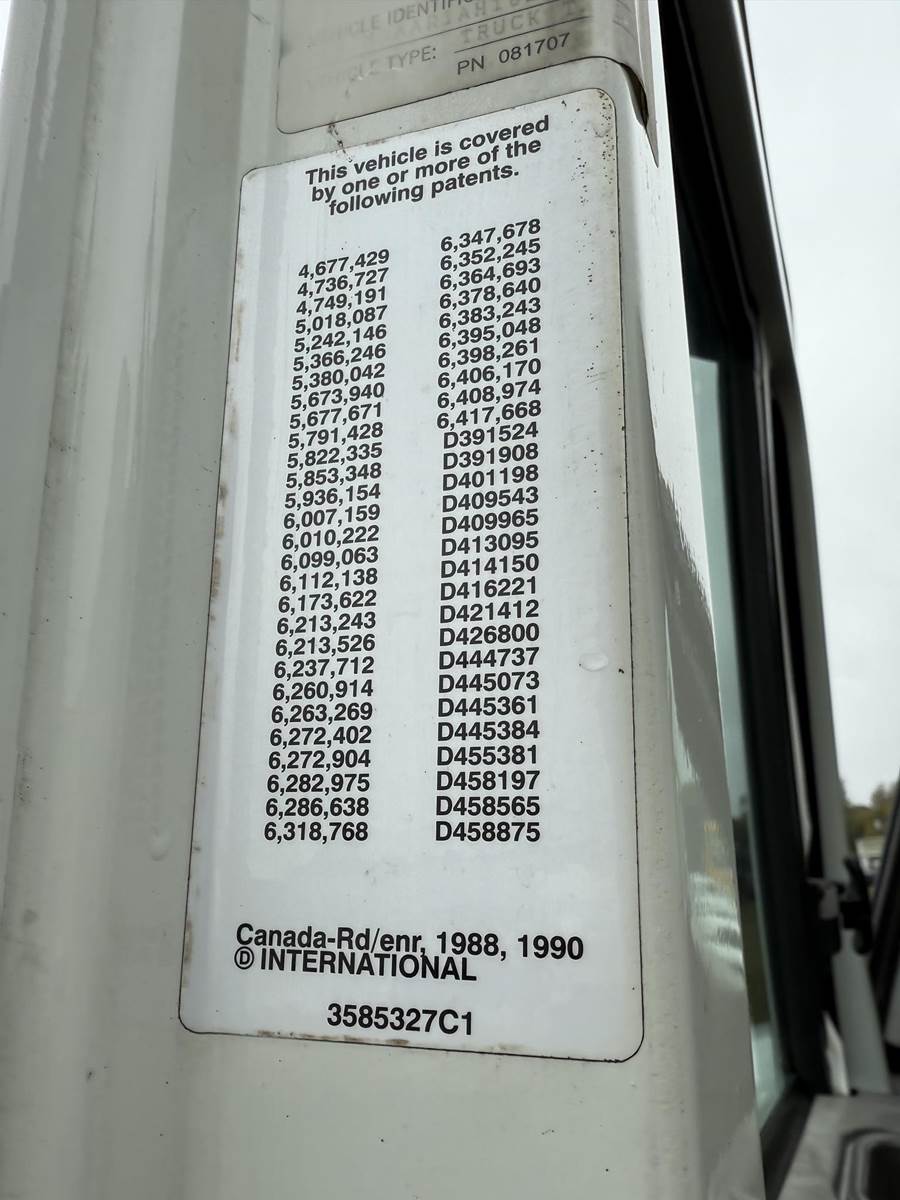 VEHICLE IDENTIFIC
VEHICLE TYPE: TRUCK
PN 081707
This vehicle is covered
by one or more of the
following patents.
4,677,429
4,736,727
4,749,191
5,018,087
5,242,146
5,366,246
5,380,042
5,673,940
5,677,671
5,791,428
5,822,335
5,853,348
5,936,154
6,007,159
6,010,222
6,099,063
6,112,138
6,173,622
6,213,243
6,213,526
6,237,712
6,260,914
6,263,269
6,272,402
6,272,904
6,282,975
6,286,638
6,318,768
6,347,678
6,352,245
6,364,693
6,378,640
6,383,243
6,395,048
6,398,261
6,406,170
6,408,974
6,417,668
D391524
D391908
D401198
D409543
D409965
D413095
D414150
D416221
D421412
D426800
D444737
D445073
D445361
D445384
D455381
D458197
D458565
D458875
Canada-Rd/enr, 1988, 1990
Ⓓ INTERNATIONAL
3585327C1